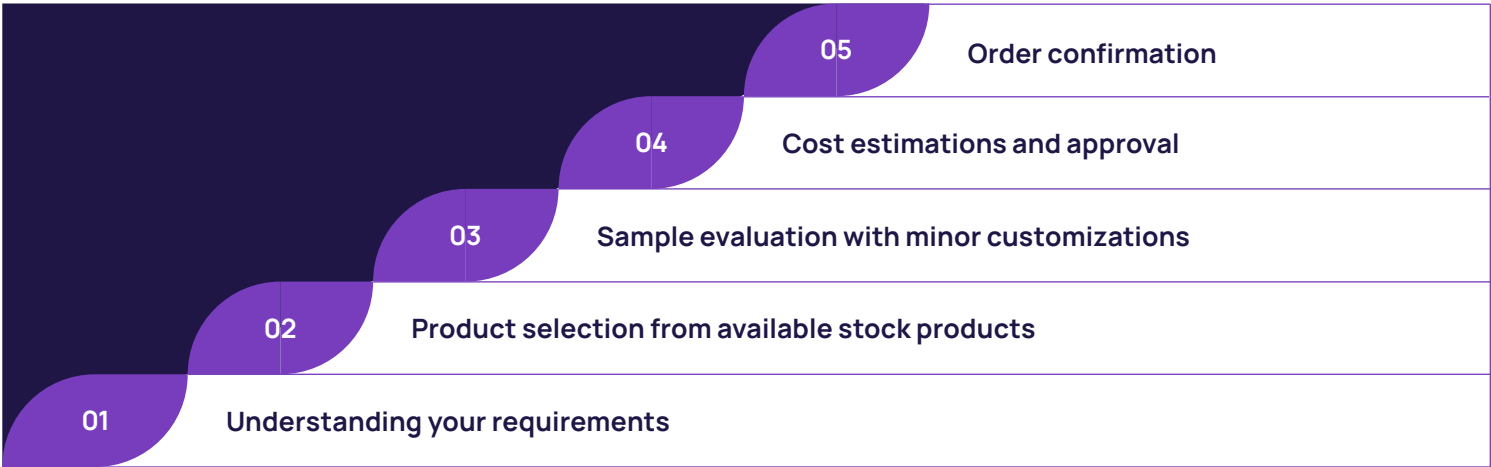 05 Order confirmation
04 Cost estimations and approval
03 Sample evaluation with minor customizations
02 Product selection from available stock products
01 Understanding your requirements